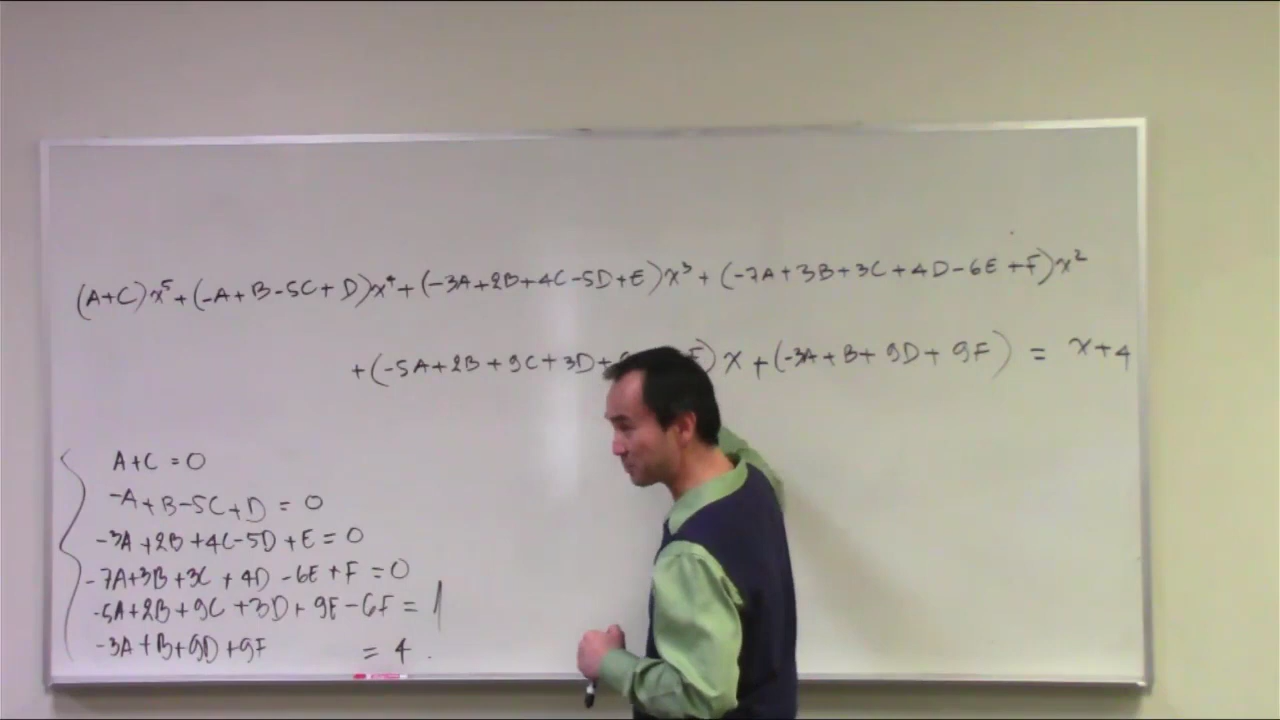 (A+C)x⁵+(-A+B-5C+D)x⁴+(-3A+2B+4C-5D+E)x³+(-7A+3B+3C+4D-6E+F)x²
+(-5A+2B+9C+3D+ )x+(-3A+B+9D+9F) = x+4
A+C=0
-A+B-5C+D=0
-3A+2B+4C-5D+E=0
-7A+3B+3C+4D-6E+F=0
-5A+2B+9C+3D+9E-6F=1
-3A+B+9D+9F =4.